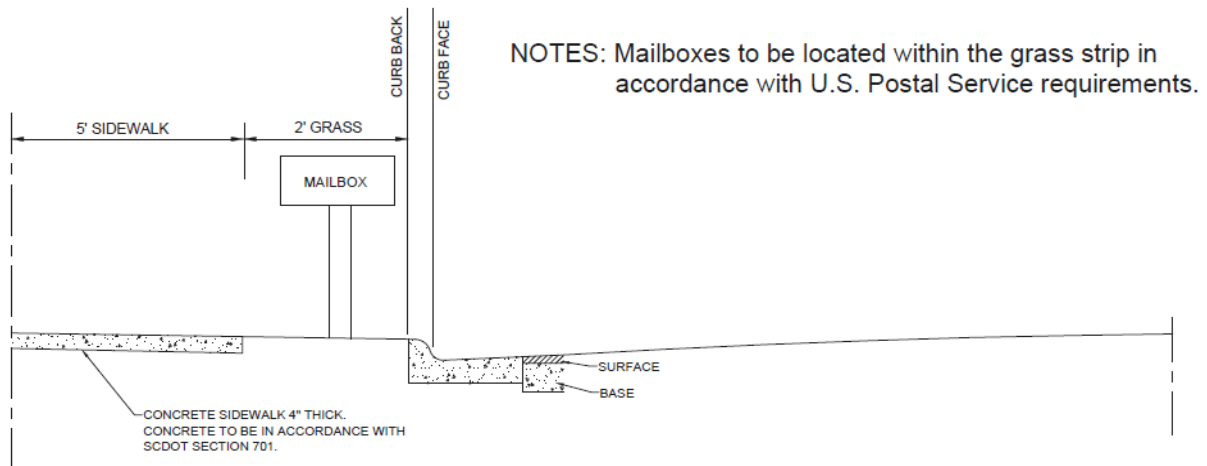 CURB BACK
CURB FACE
NOTES: Mailboxes to be located within the grass strip in
accordance with U.S. Postal Service requirements.
5' SIDEWALK
2' GRASS
MAILBOX
SURFACE
BASE
CONCRETE SIDEWALK 4" THICK.
CONCRETE TO BE IN ACCORDANCE WITH
SCDOT SECTION 701.